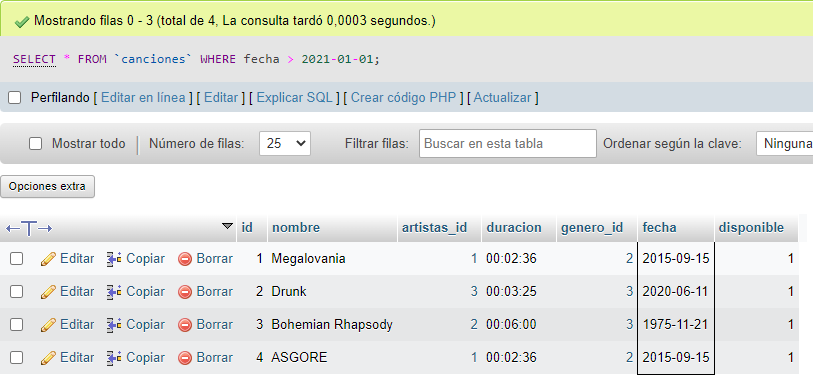 Mostrando filas 0 - 3 (total de 4, La consulta tardó 0,0003 segundos.)
SELECT * FROM `canciones` WHERE fecha > 2021-01-01;
Perfilando [ Editar en línea ] [ Editar ] [ Explicar SQL ] [ Crear código PHP ] [ Actualizar ]
Mostrar todo Número de filas: 25 Filtrar filas: Buscar en esta tabla Ordenar según la clave: Ninguna
Opciones extra
←T→ id nombre artistas_id duracion genero_id fecha disponible
Editar Copiar Borrar 1 Megalovania 1 00:02:36 2 2015-09-15 1
Editar Copiar Borrar 2 Drunk 3 00:03:25 3 2020-06-11 1
Editar Copiar Borrar 3 Bohemian Rhapsody 2 00:06:00 3 1975-11-21 1
Editar Copiar Borrar 4 ASGORE 1 00:02:36 2 2015-09-15 1